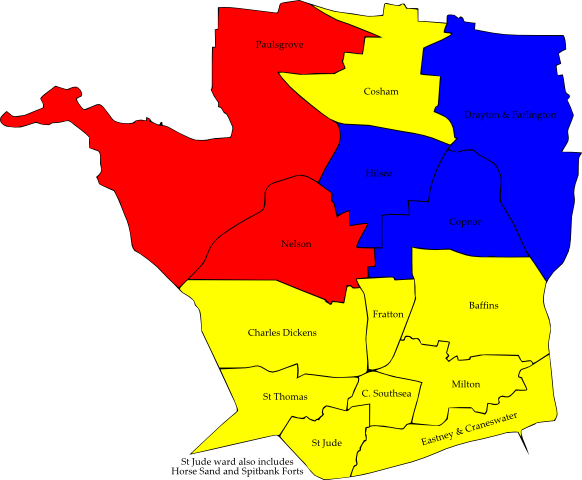 Paulsgrove
Cosham
Drayton & Farlington
Hilsea
Copnor
Nelson
Baffins
Fratton
Charles Dickens
Milton
C. Southsea
St Thomas
Eastney & Craneswater
St Jude
St Jude ward also includes
Horse Sand and Spitbank Forts